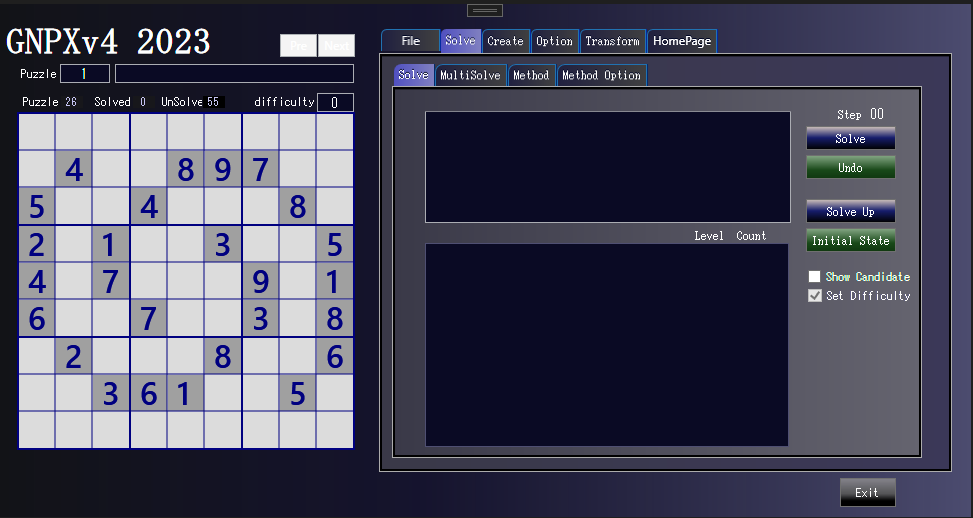 GNPXv4 2023
Pre Next
Puzzle 1
Puzzle 26 Solved 0 UnSolve 55 difficulty 0
4 8 9 7
5 4 8
2 1 3 5
4 7 9 1
6 7 3 8
2 8 6
3 6 1 5
File Solve Create Option Transform HomePage
Solve MultiSolve Method Method Option
Step 00
Solve
Undo
Solve Up
Level Count
Initial State
Show Candidate
Set Difficulty
Exit